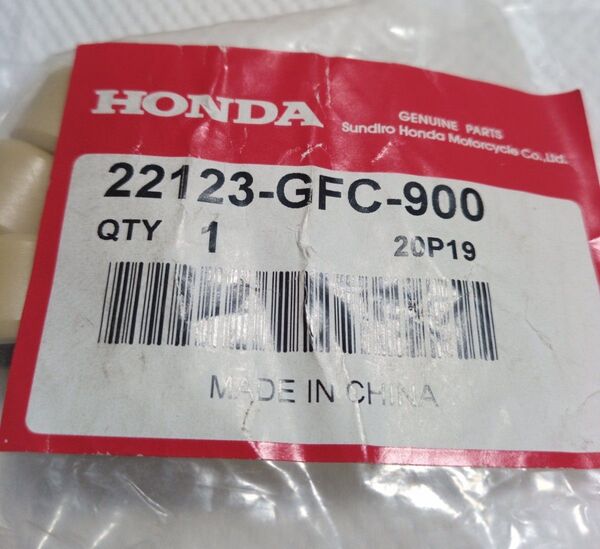 HONDA
GENUINE PARTS
Sundiro Honda Motorcycle Co.,Ltd.
22123-GFC-900
QTY 1 20P19
MADE IN CHINA